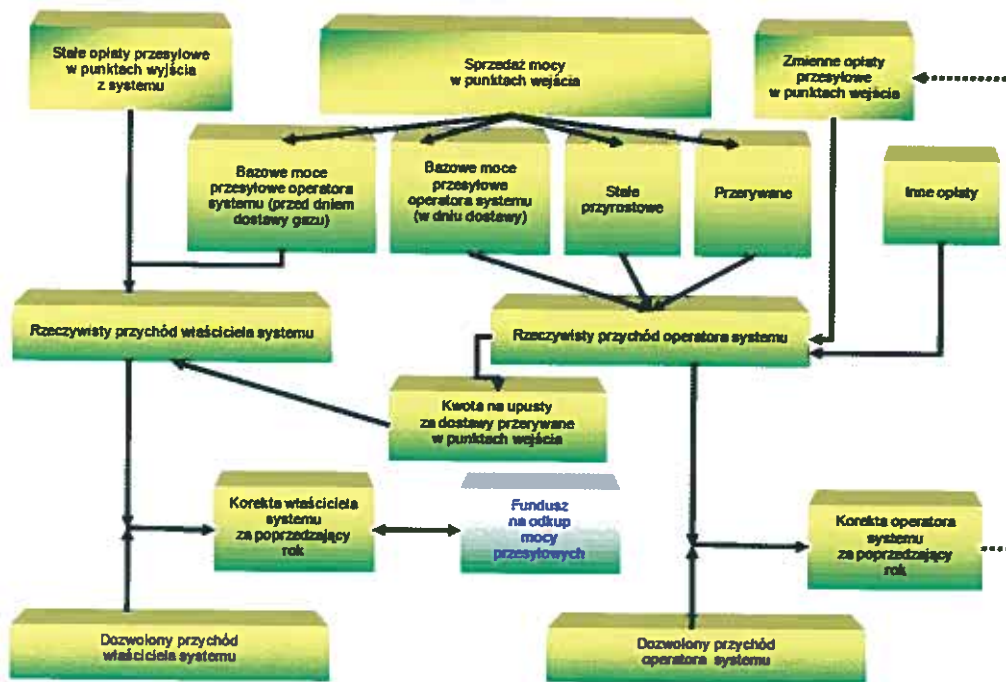 Stałe opłaty przesyłowe
w punktach wyjścia
z systemu
Sprzedaż mocy
w punktach wejścia
Zmienne opłaty
przesyłowe
w punktach wejścia
Bazowe moce
przesyłowe operatora
systemu (przed dniem
dostawy gazu)
Bazowe moce
przesyłowe
operatora systemu
(w dniu dostawy)
Stałe
przyrostowe
Przerywane
Inne opłaty
Rzeczywisty przychód właściciela systemu
Rzeczywisty przychód operatora systemu
Kwota na upusty
za dostawy przerywane
w punktach wejścia
Korekta właściciela
systemu
za poprzedzający
rok
Fundusz
na odkup
mocy
przesyłowych
Korekta operatora
systemu
za poprzedzający
rok
Dozwolony przychód
właściciela systemu
Dozwolony przychód
operatora systemu